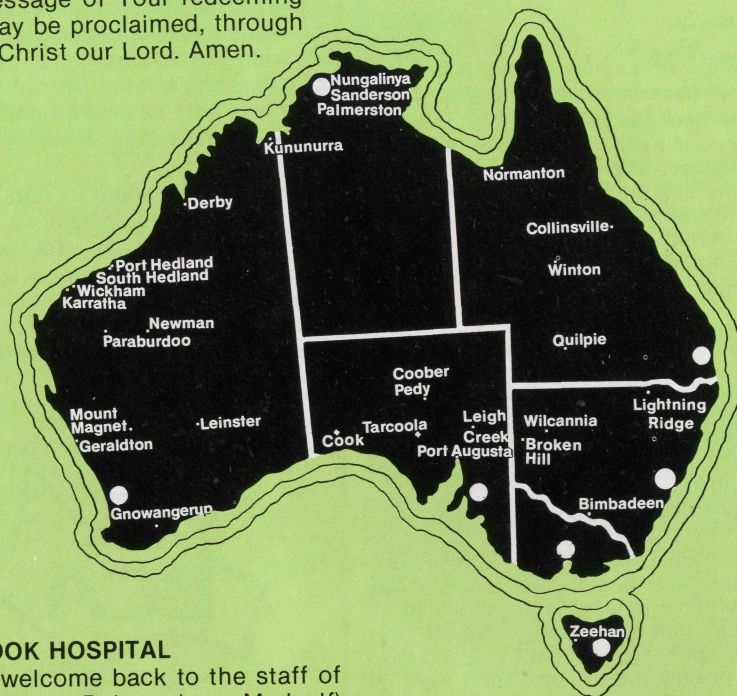 essage of Your redeeming
ay be proclaimed, through
Christ our Lord. Amen.
Nungalinya
Sanderson
Palmerston
Kununurra
Normanton
Derby
Collinsville
Port Hedland
South Hedland
Winton
Wickham
Karratha
Newman
Paraburdoo
Quilpie
Coober
Pedy
Lightning
Ridge
Mount
Magnet
Leinster
Geraldton
Cook
Tarcoola
Leigh
Creek
Port Augusta
Wilcannia
Broken
Hill
Gnowangerup
Bimbadeen
Zeehan
OOK HOSPITAL
welcome back to the staff of